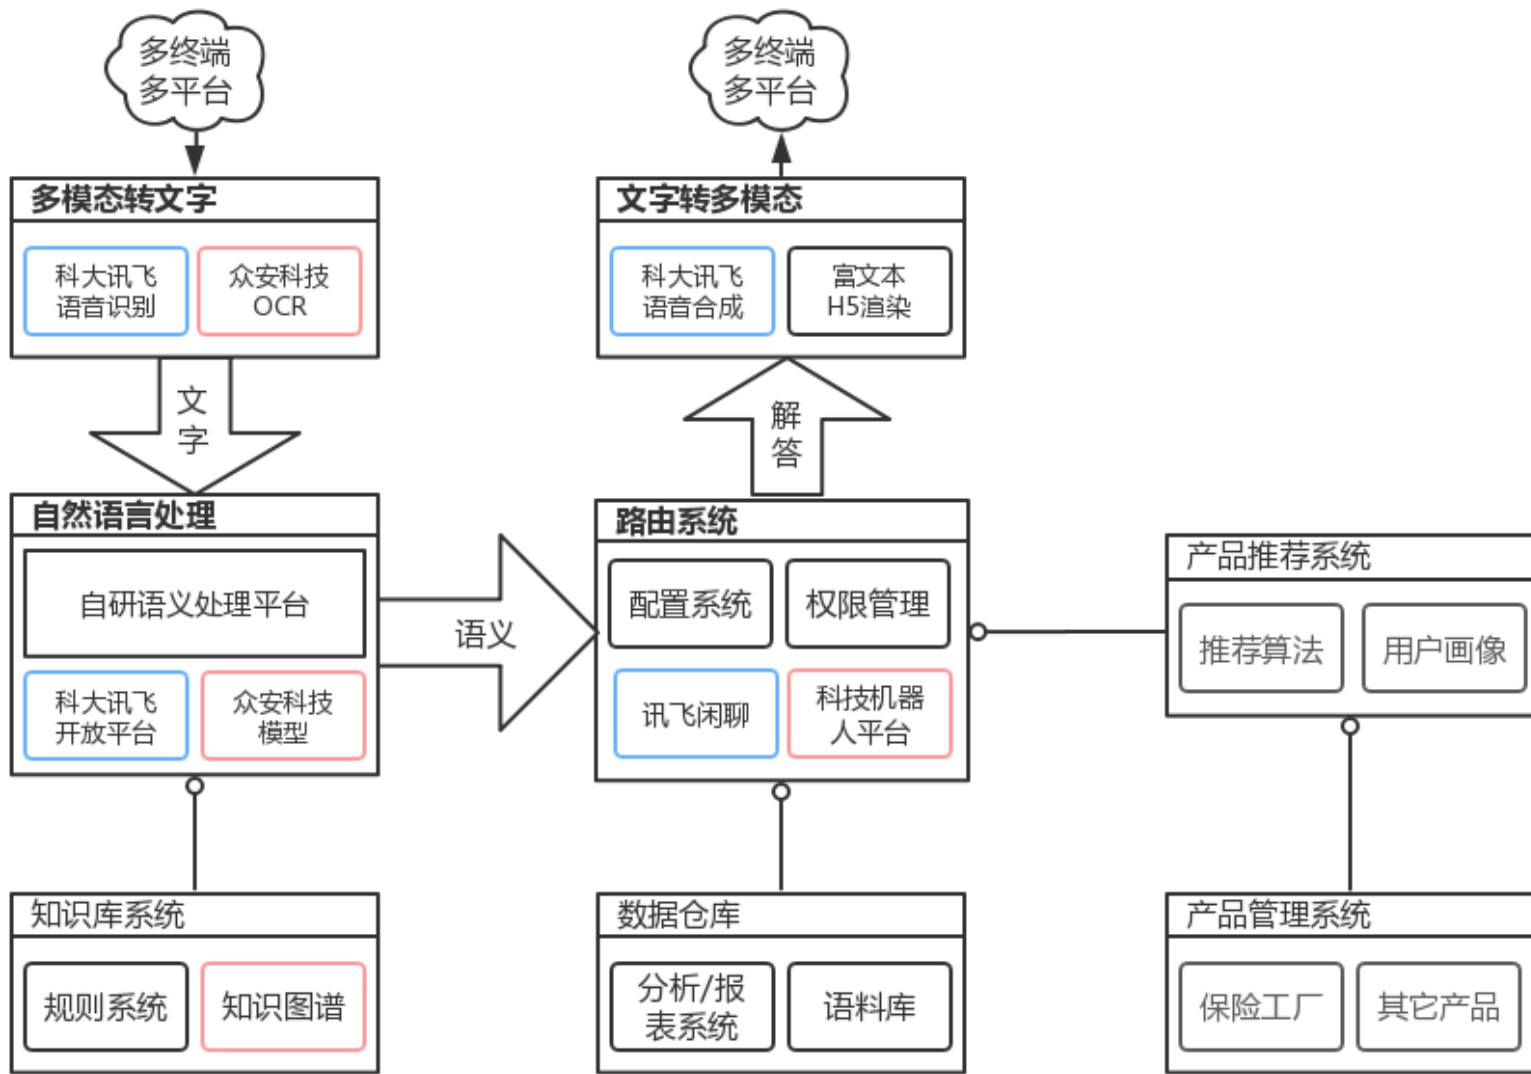 多终端
多平台
多终端
多平台
多模态转文字
科大讯飞
语音识别
众安科技
OCR
文字转多模态
科大讯飞
语音合成
富文本
H5渲染
文
字
解
答
自然语言处理
自研语义处理平台
科大讯飞
开放平台
众安科技
模型
语义
路由系统
配置系统
权限管理
讯飞闲聊
科技机器
人平台
产品推荐系统
推荐算法
用户画像
知识库系统
规则系统
知识图谱
数据仓库
分析/报
表系统
语料库
产品管理系统
保险工厂
其它产品